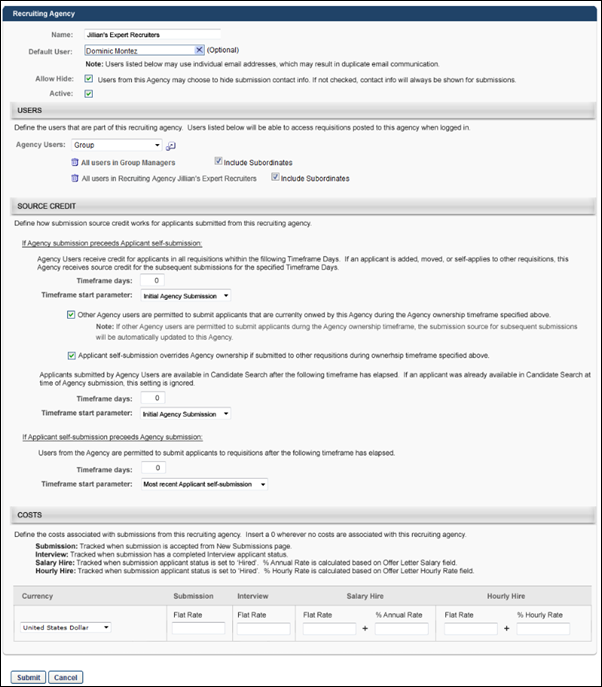 Recruiting Agency
Name: Jillian's Expert Recruiters
Default User: Dominic Montez (Optional)
Note: Users listed below may use individual email addresses, which may result in duplicate email communication.
Allow Hide: Users from this Agency may choose to hide submission contact info. If not checked, contact info will always be shown for submissions.
Active:
USERS
Define the users that are part of this recruiting agency. Users listed below will be able to access requisitions posted to this agency when logged in.
Agency Users: Group
All users in Group Managers Include Subordinates
All users in Recruiting Agency Jillian's Expert Recruiters Include Subordinates
SOURCE CREDIT
Define how submission source credit works for applicants submitted from this recruiting agency.
If Agency submission preceeds Applicant self-submission:
Agency Users receive credit for applicants in all requisitions whithin the fillowing Timeframe Days. If an applicant is added, moved, or self-applies to other requisitions, this
Agency receives source credit for the subsequent submissions for the specified Timeframe Days.
Timeframe days: 0
Timeframe start parameter: Initial Agency Submission
Other Agency users are permitted to submit applicants that are currently onwed by this Agency during the Agency ownership timeframe specified above.
Note: If other Agency users are permitted to submit applicants during the Agency ownership timeframe, the submission source for subsequent submissions
will be automatically updated to this Agency.
Applicant self-submission overrides Agency ownership if submitted to other requsitions during ownerhsip timeframe specified above.
Applicants submitted by Agency Users are available in Candidate Search after the following timeframe has elapsed. If an applicant was already available in Candidate Search at
time of Agency submission, this setting is ignored.
Timeframe days: 0
Timeframe start parameter: Initial Agency Submission
If Applicant self-submission preceeds Agency submission:
Users from the Agency are permitted to submit applicants to requisitions after the following timeframe has elapsed.
Timeframe days: 0
Timeframe start parameter: Most recent Applicant self-submission
COSTS
Define the costs associated with submissions from this recruiting agency. Insert a 0 wherever no costs are associated with this recruiting agency.
Submission: Tracked when submission is accepted from New Submissions page.
Interview: Tracked when submission has a completed Interview applicant status.
Salary Hire: Tracked when submission applicant status is set to 'Hired'. % Annual Rate is calculated based on Offer Letter Salary field.
Hourly Hire: Tracked when submission applicant status is set to 'Hired'. % Hourly Rate is calculated based on Offer Letter Hourly Rate field.
Currency Submission Interview Salary Hire Hourly Hire
Flat Rate Flat Rate Flat Rate % Annual Rate Flat Rate % Hourly Rate
United States Dollar + +
Submit Cancel